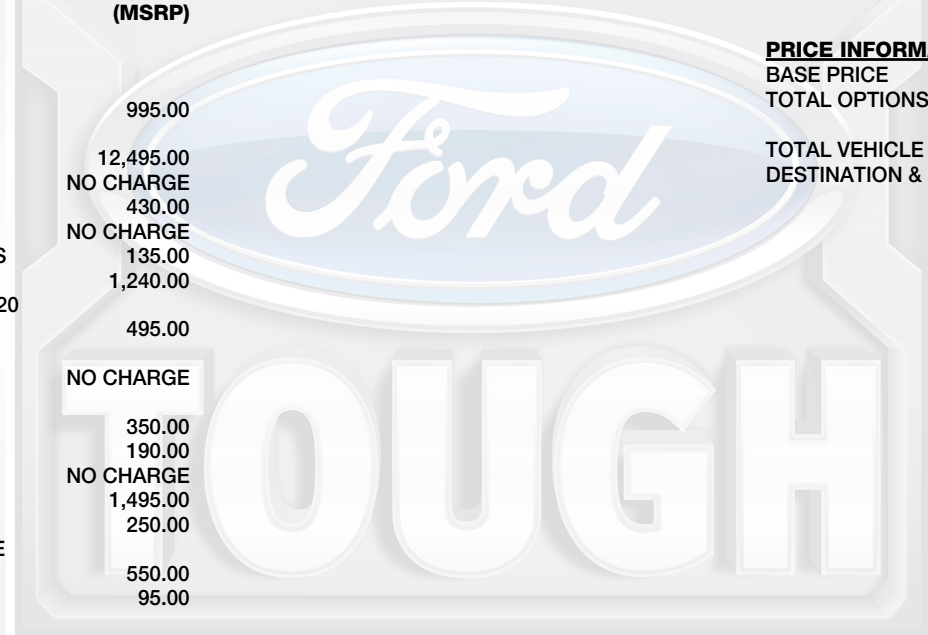 (MSRP)
995.00
12,495.00
NO CHARGE
430.00
NO CHARGE
S 135.00
1,240.00
20
495.00
NO CHARGE
350.00
190.00
NO CHARGE
1,495.00
250.00
E
550.00
95.00
PRICE INFORMA
BASE PRICE
TOTAL OPTIONS
TOTAL VEHICLE
DESTINATION &
Ford
TOUGH